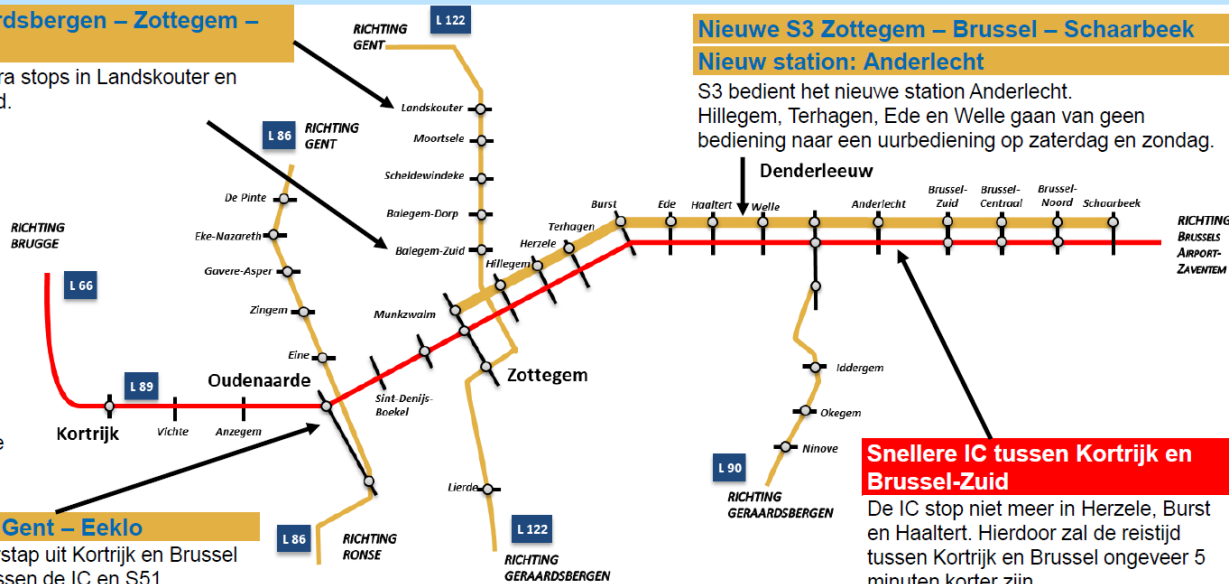 rdsbergen – Zottegem –
ra stops in Landskouter en
d.
L 122
RICHTING
GENT
Landskouter
Moortsele
Scheldewindeke
Balegem-Dorp
Balegem-Zuid
L 86
RICHTING
GENT
De Pinte
Eke-Nazareth
Gavere-Asper
Zingem
Eine
RICHTING
BRUGGE
L 66
L 89
Kortrijk
Vichte
Anzegem
Oudenaarde
Sint-Denijs-
Boekel
Munkzwalm
Zottegem
Hillegem
Herzele
Terhagen
Burst
Ede
Haaltert
Welle
Denderleeuw
Anderlecht
Brussel-
Zuid
Brussel-
Centraal
Brussel-
Noord
Schaarbeek
RICHTING
BRUSSELS
AIRPORT-
ZAVENTEM
Nieuwe S3 Zottegem – Brussel – Schaarbeek
Nieuw station: Anderlecht
S3 bedient het nieuwe station Anderlecht.
Hillegem, Terhagen, Ede en Welle gaan van geen
bediening naar een uurbediening op zaterdag en zondag.
Iddergem
Okegem
Ninove
L 90
RICHTING
GERAARDSBERGEN
Lierde
L 122
RICHTING
GERAARDSBERGEN
L 86
RICHTING
RONSE
e
Gent – Eeklo
rstap uit Kortrijk en Brussel
ssen de IC en S51
Snellere IC tussen Kortrijk en
Brussel-Zuid
De IC stop niet meer in Herzele, Burst
en Haaltert. Hierdoor zal de reistijd
tussen Kortrijk en Brussel ongeveer 5
minuten korter zijn